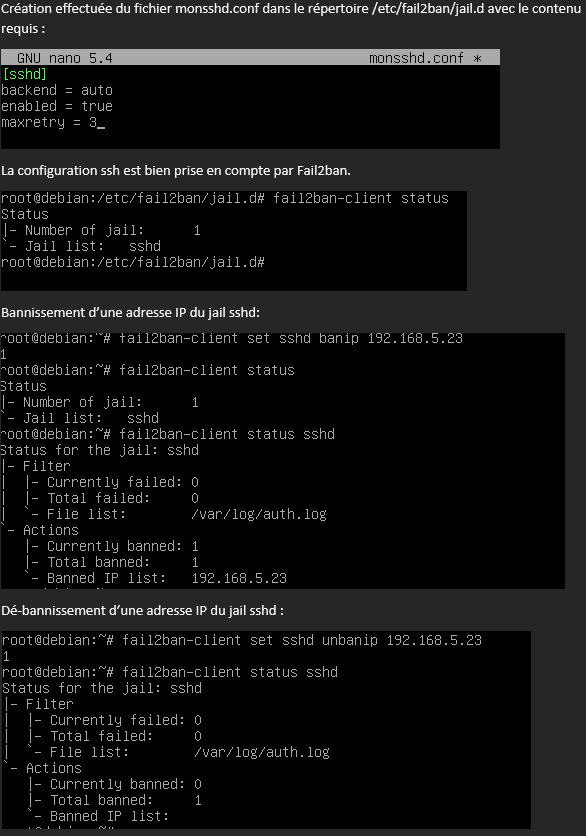 Création effectuée du fichier monsshd.conf dans le répertoire /etc/fail2ban/jail.d avec le contenu
requis :
GNU nano 5.4 monsshd.conf *
[sshd]
backend = auto
enabled = true
maxretry = 3_
La configuration ssh est bien prise en compte par Fail2ban.
root@debian:/etc/fail2ban/jail.d# fail2ban-client status
Status
|- Number of jail: 1
`- Jail list: sshd
root@debian:/etc/fail2ban/jail.d#
Bannissement d’une adresse IP du jail sshd:
root@debian:~# fail2ban-client set sshd banip 192.168.5.23
1
root@debian:~# fail2ban-client status
Status
|- Number of jail: 1
`- Jail list: sshd
root@debian:~# fail2ban-client status sshd
Status for the jail: sshd
|- Filter
| |- Currently failed: 0
| |- Total failed: 0
| `- File list: /var/log/auth.log
`- Actions
|- Currently banned: 1
|- Total banned: 1
`- Banned IP list: 192.168.5.23
Dé-bannissement d’une adresse IP du jail sshd :
root@debian:~# fail2ban-client set sshd unbanip 192.168.5.23
1
root@debian:~# fail2ban-client status sshd
Status for the jail: sshd
|- Filter
| |- Currently failed: 0
| |- Total failed: 0
| `- File list: /var/log/auth.log
`- Actions
|- Currently banned: 0
|- Total banned: 1
`- Banned IP list: